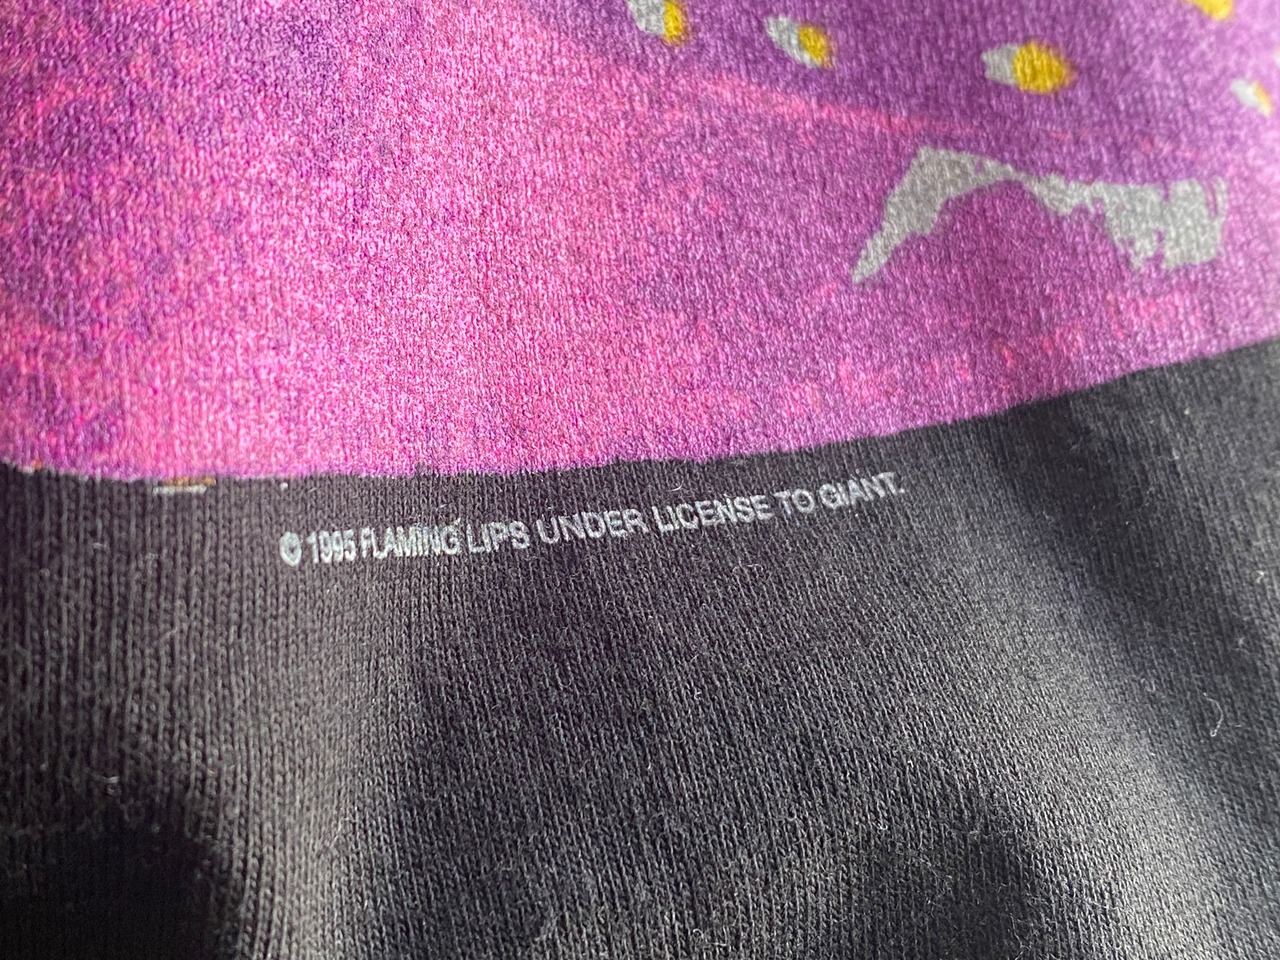 © 1995 FLAMING LIPS UNDER LICENSE TO GIANT.